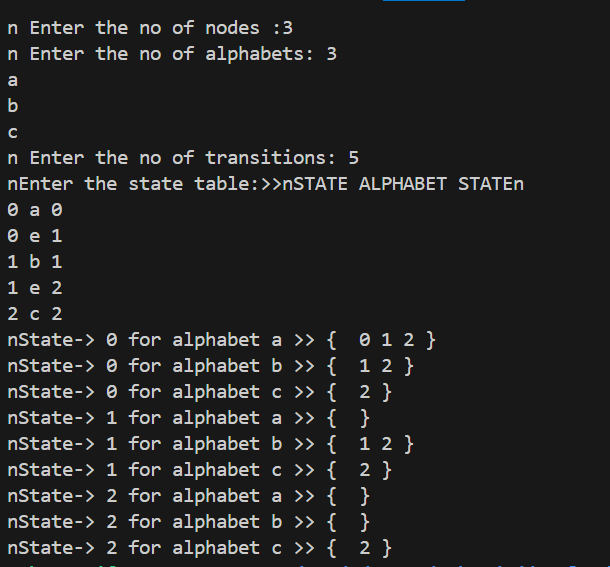 n Enter the no of nodes :3
n Enter the no of alphabets: 3
a
b
c
n Enter the no of transitions: 5
nEnter the state table:>>nSTATE ALPHABET STATEn
0 a 0
0 e 1
1 b 1
1 e 2
2 c 2
nState-> 0 for alphabet a >> {  0 1 2 }
nState-> 0 for alphabet b >> {  1 2 }
nState-> 0 for alphabet c >> {  2 }
nState-> 1 for alphabet a >> {  }
nState-> 1 for alphabet b >> {  1 2 }
nState-> 1 for alphabet c >> {  2 }
nState-> 2 for alphabet a >> {  }
nState-> 2 for alphabet b >> {  }
nState-> 2 for alphabet c >> {  2 }